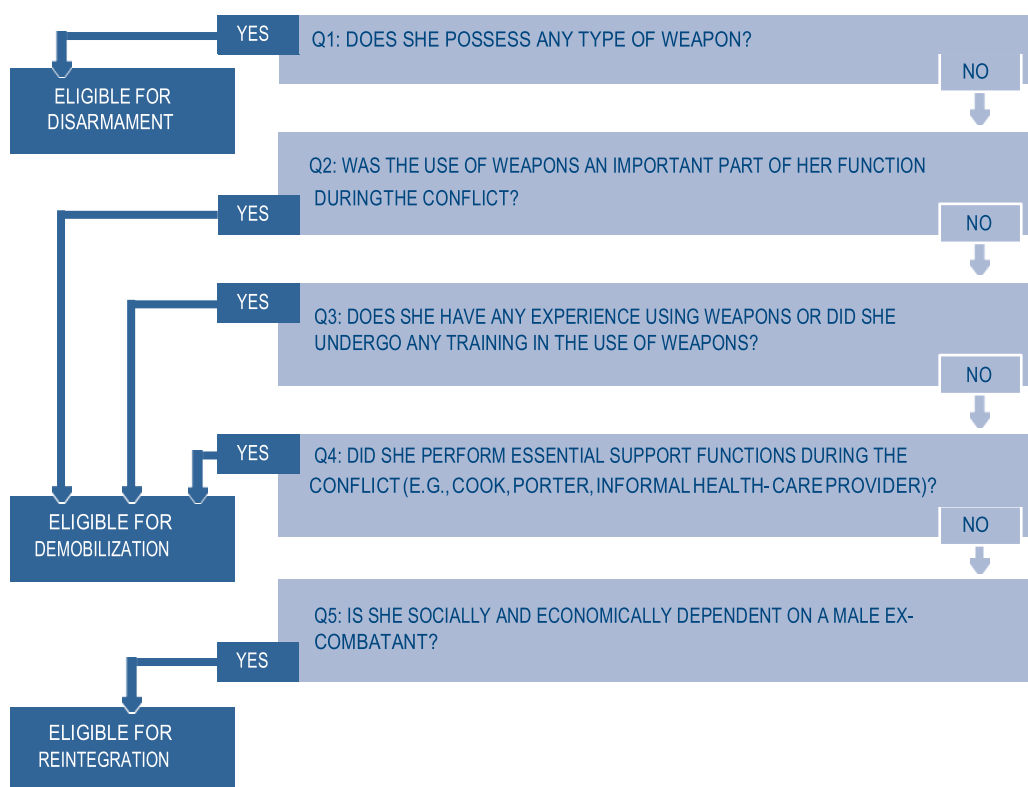 YES
Q1: DOES SHE POSSESS ANY TYPE OF WEAPON?
NO
ELIGIBLE FOR
DISARMAMENT
Q2: WAS THE USE OF WEAPONS AN IMPORTANT PART OF HER FUNCTION
DURINGTHE CONFLICT?
YES
NO
YES
Q3: DOES SHE HAVE ANY EXPERIENCE USING WEAPONS OR DID SHE
UNDERGO ANY TRAINING IN THE USE OF WEAPONS?
NO
YES
Q4: DID SHE PERFORM ESSENTIAL SUPPORT FUNCTIONS DURING THE
CONFLICT (E.G., COOK, PORTER, INFORMAL HEALTH- CARE PROVIDER)?
NO
ELIGIBLE FOR
DEMOBILIZATION
Q5: IS SHE SOCIALLY AND ECONOMICALLY DEPENDENT ON A MALE EX-
COMBATANT?
YES
ELIGIBLE FOR
REINTEGRATION